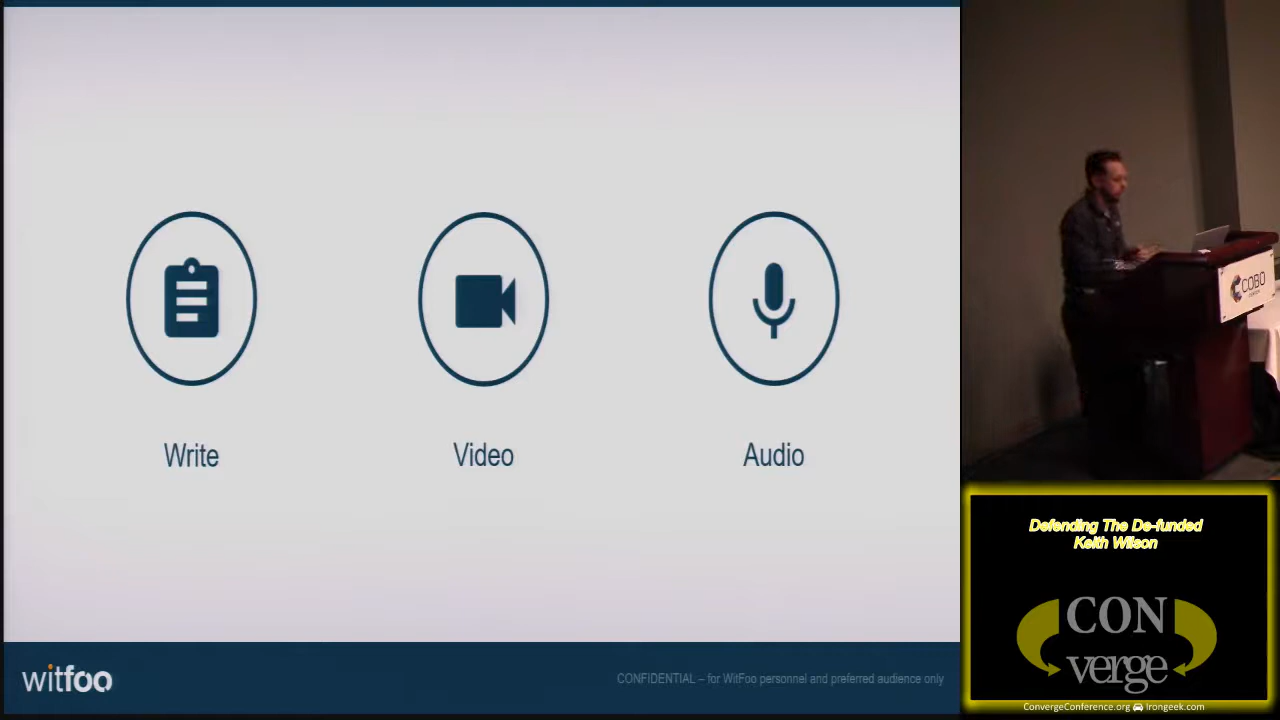 Write
Video
Audio
witfoo
CONFIDENTIAL – for WitFoo personnel and preferred audience only
COBO
Defending The De-funded
Keith Wilson
CON
verge
ConvergeConference.org Irongeek.com